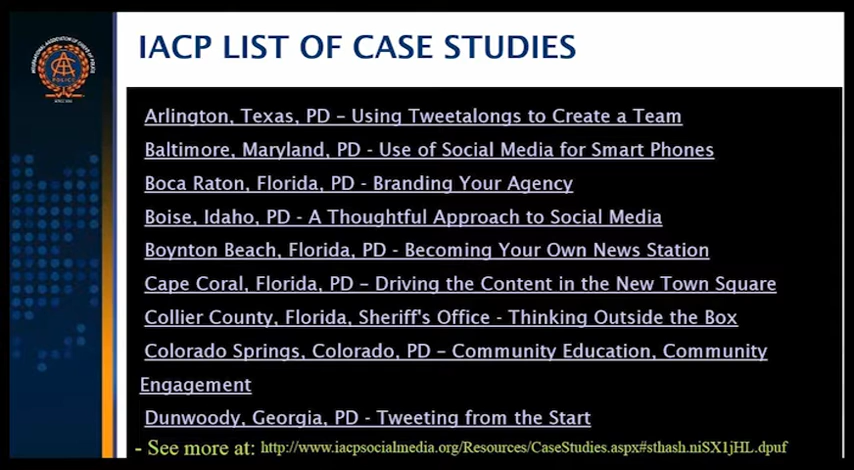 IACP LIST OF CASE STUDIES
Arlington, Texas, PD – Using Tweetalongs to Create a Team
Baltimore, Maryland, PD - Use of Social Media for Smart Phones
Boca Raton, Florida, PD - Branding Your Agency
Boise, Idaho, PD - A Thoughtful Approach to Social Media
Boynton Beach, Florida, PD - Becoming Your Own News Station
Cape Coral, Florida, PD – Driving the Content in the New Town Square
Collier County, Florida, Sheriff's Office - Thinking Outside the Box
Colorado Springs, Colorado, PD – Community Education, Community
Engagement
Dunwoody, Georgia, PD - Tweeting from the Start
- See more at: http://www.iacpsocialmedia.org/Resources/CaseStudies.aspx#sthash.niSX1jHL.dpuf